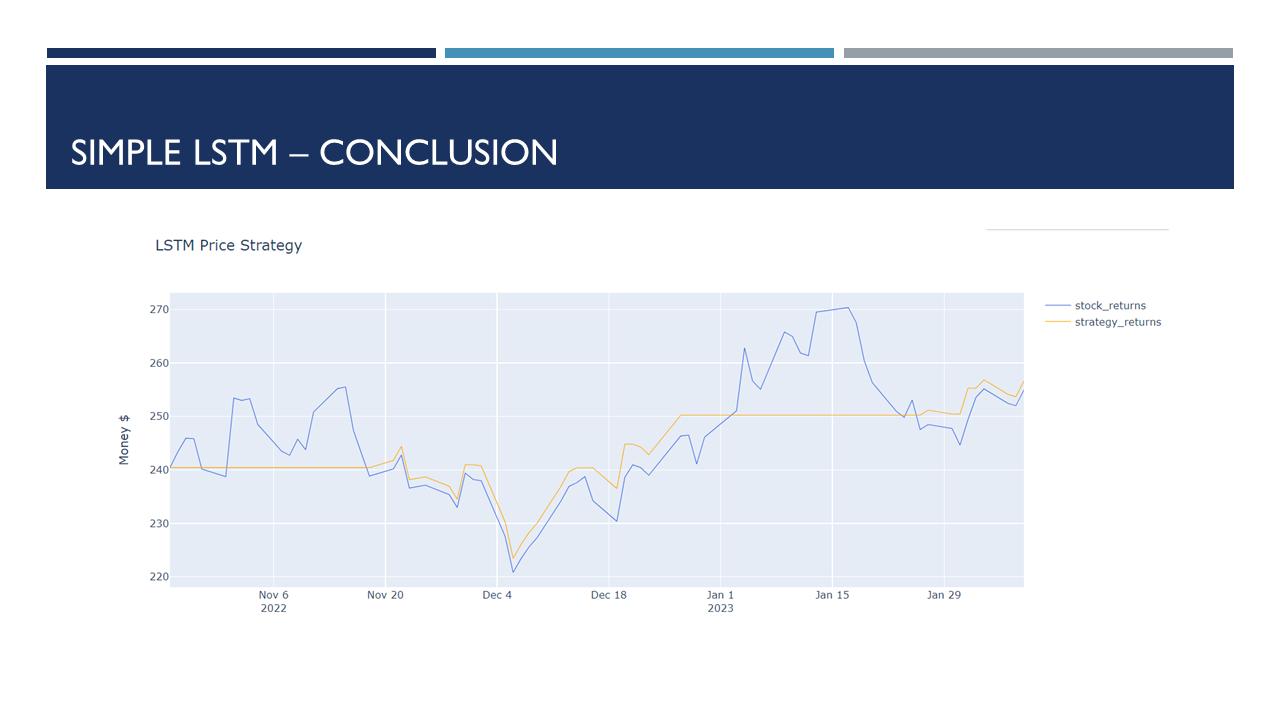 SIMPLE LSTM – CONCLUSION
LSTM Price Strategy
stock_returns
strategy_returns
Money $
270
260
250
240
230
220
Nov 6 Nov 20 Dec 4 Dec 18 Jan 1 Jan 15 Jan 29
2022 2023